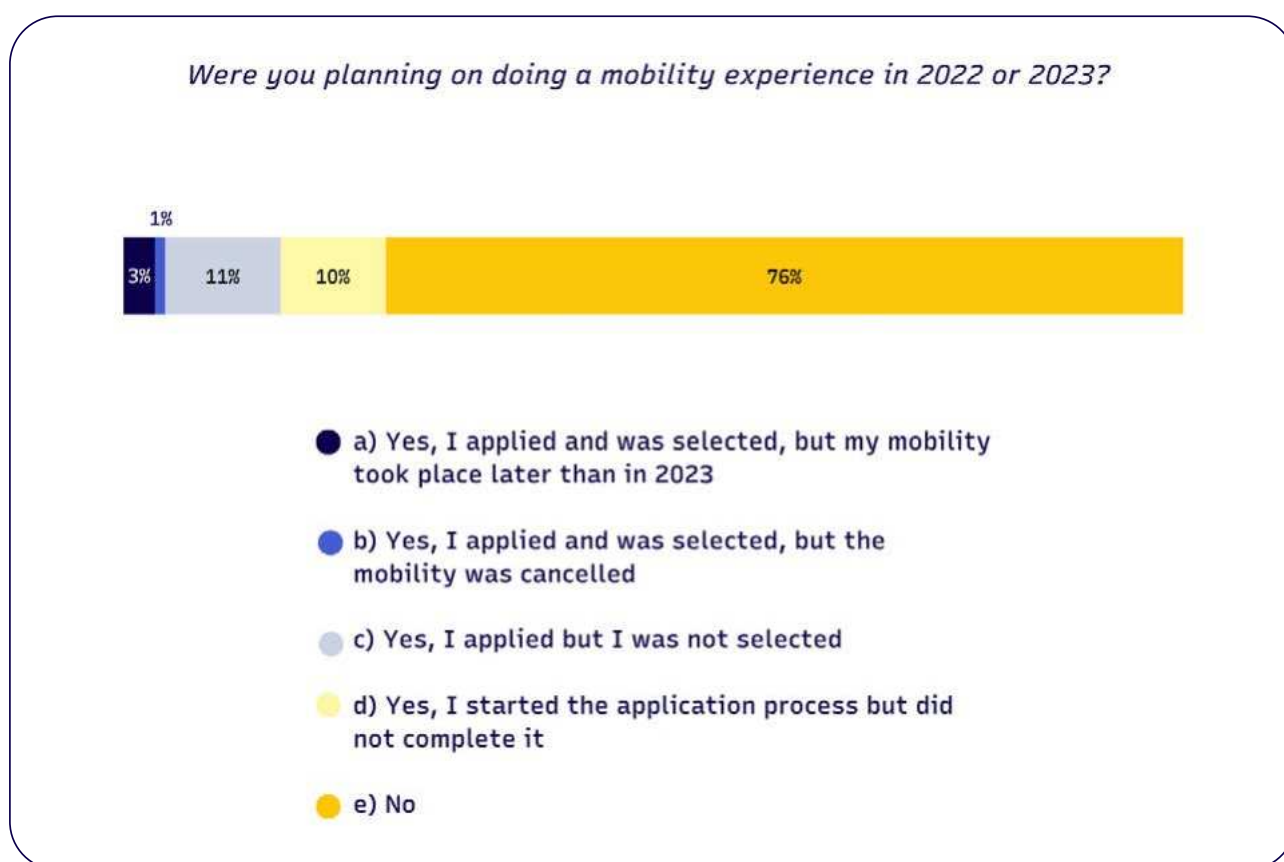 Were you planning on doing a mobility experience in 2022 or 2023?
1%
3% 11% 10% 76%
a) Yes, I applied and was selected, but my mobility
took place later than in 2023
b) Yes, I applied and was selected, but the
mobility was cancelled
c) Yes, I applied but I was not selected
d) Yes, I started the application process but did
not complete it
e) No